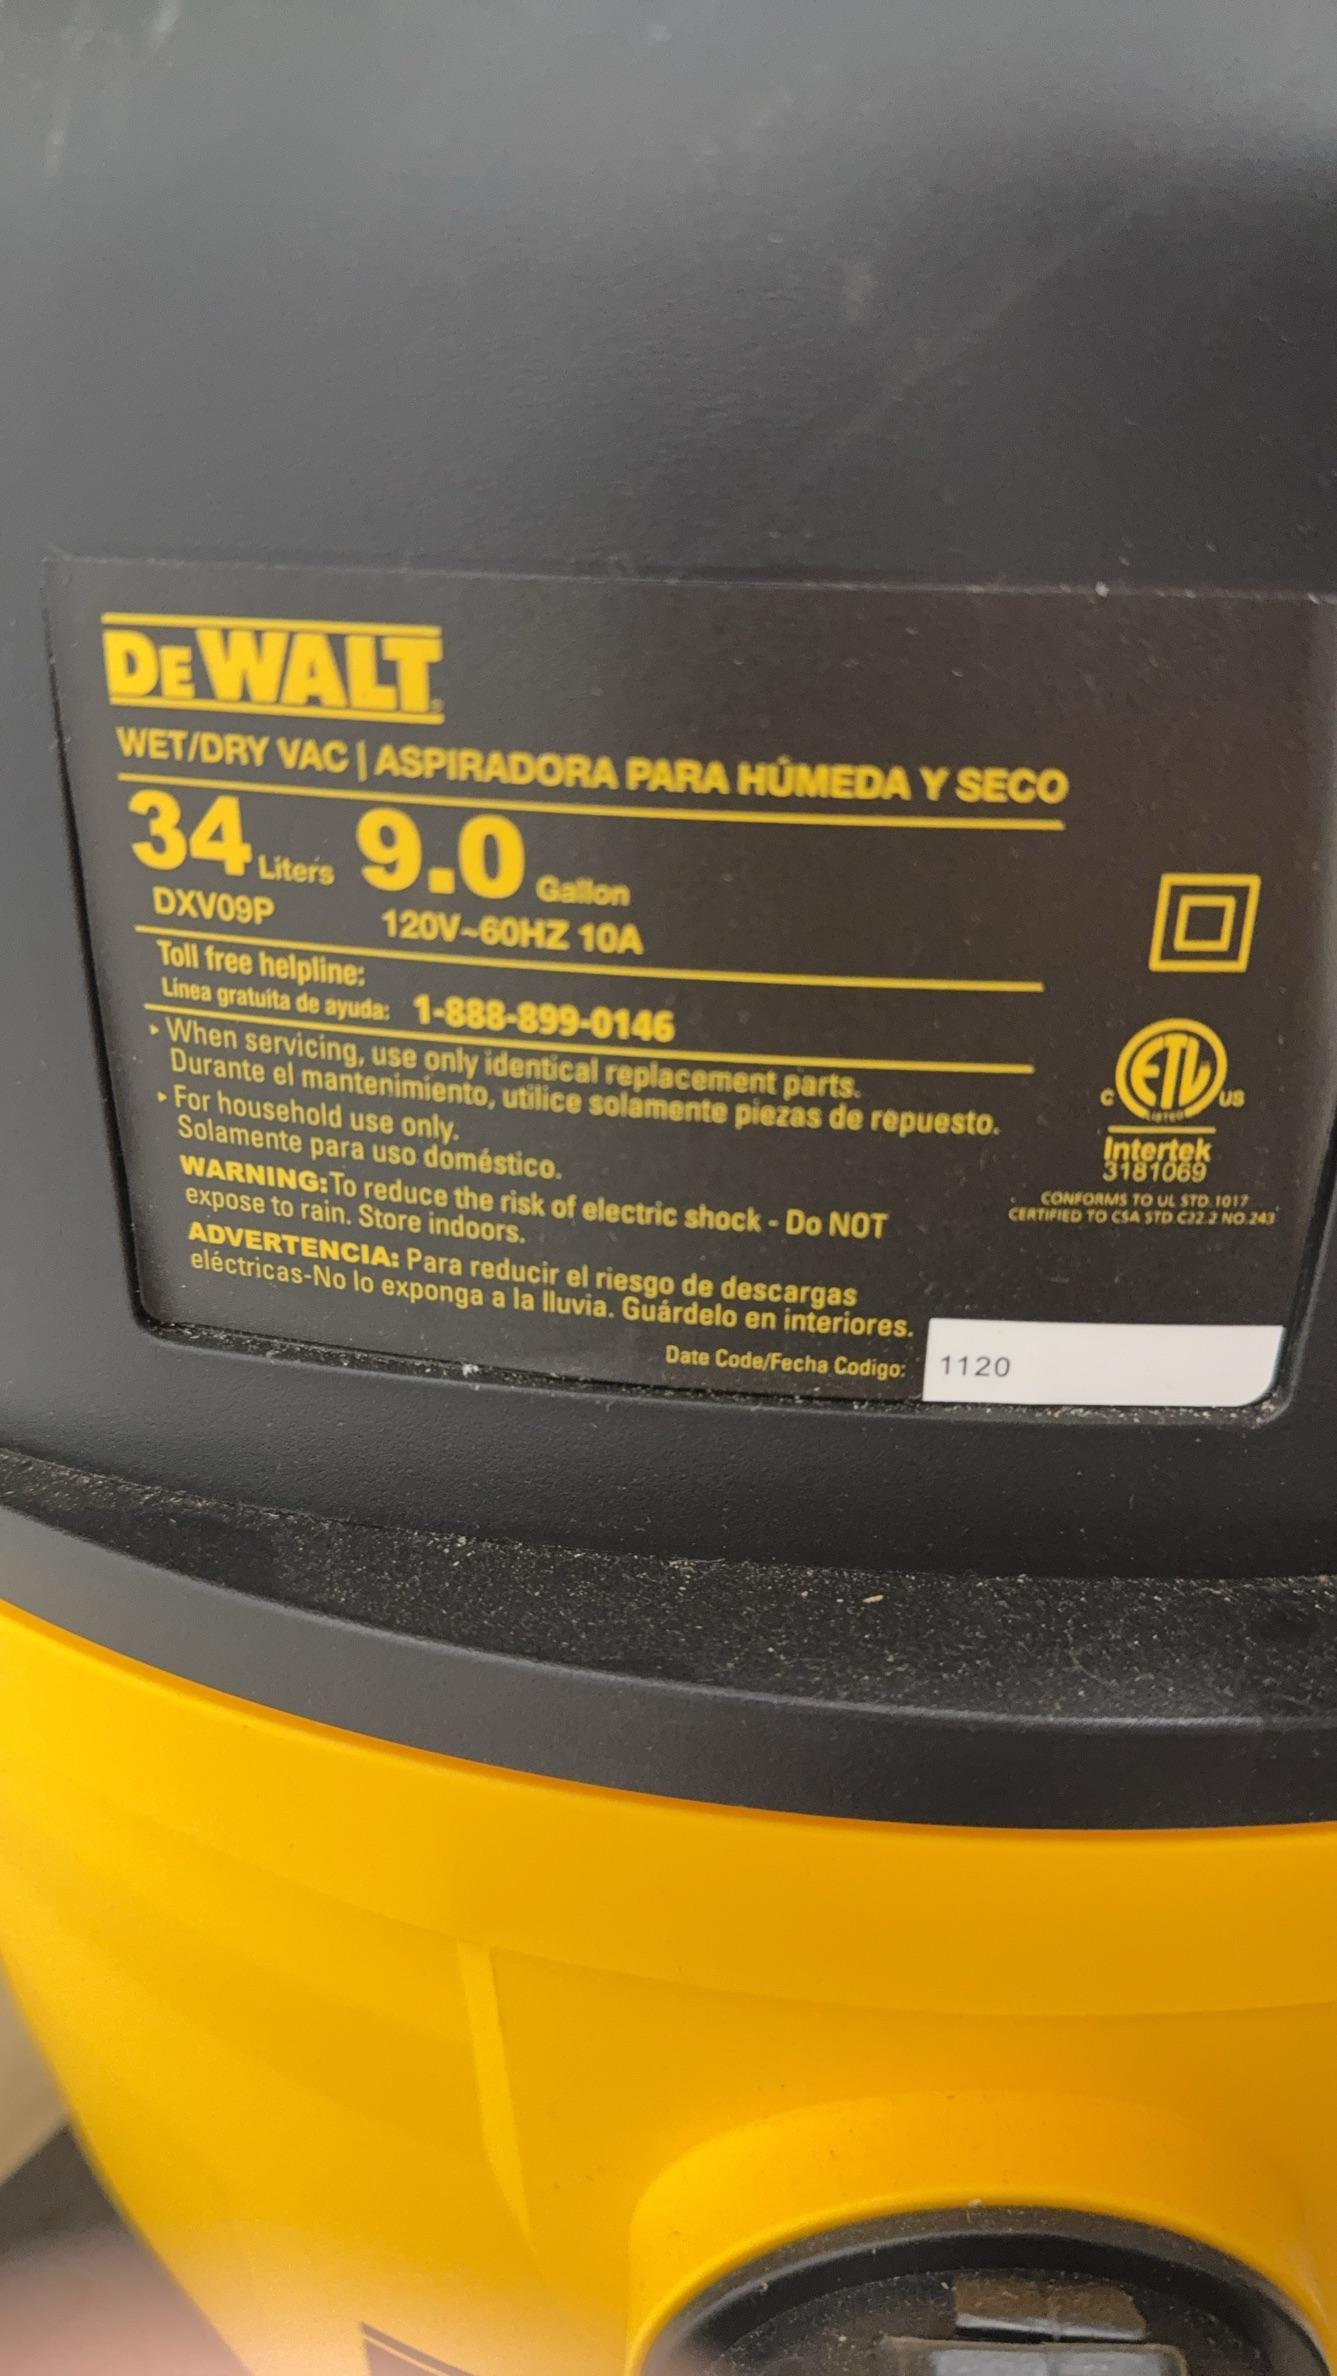 DEWALT
WET/DRY VAC | ASPIRADORA PARA HÚMEDA Y SECO
34 Liters 9.0 Gallon
DXV09P 120V~60HZ 10A
Toll free helpline:
Linea gratuita de ayuda: 1-888-899-0146
▸ When servicing, use only identical replacement parts.
Durante el mantenimiento, utilice solamente piezas de repuesto.
▸ For household use only.
Solamente para uso doméstico.
WARNING: To reduce the risk of electric shock - Do NOT
expose to rain. Store indoors.
ADVERTENCIA: Para reducir el riesgo de descargas
eléctricas-No lo exponga a la lluvia. Guárdelo en interiores.
Date Code/Fecha Codigo: 1120
ETL
LISTED
C US
Intertek
3181069
CONFORMS TO UL STD.1017
CERTIFIED TO CSA STD.C22.2 NO.243